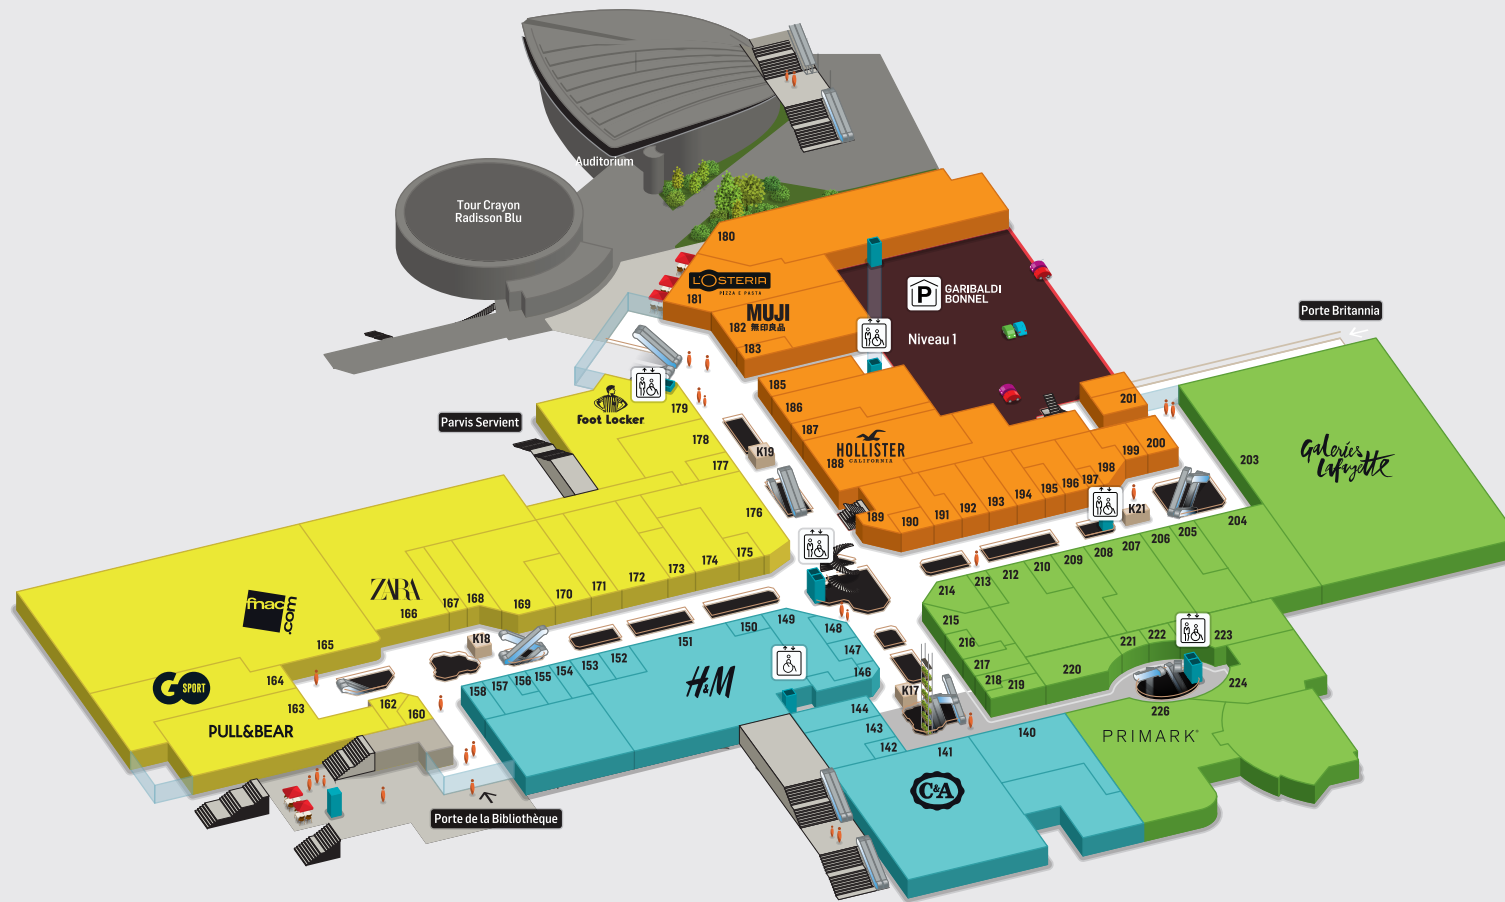 Auditorium
Tour Crayon
Radisson Blu
180
L'OSTERIA
PIZZA E PASTA
181
MUJI
無印良品
182
183
P
GARIBALDI
BONNEL
Niveau 1
Porte Britannia
185
186
187
188
HOLLISTER
CALIFORNIA
189
190
191
192
193
194
195
196
197
198
199
200
201
Foot Locker
179
178
177
176
175
174
173
172
171
170
169
168
167
166
Parvis Servient
K19
K21
203
Galeries
Lafayette
204
205
206
207
208
209
210
212
213
214
215
216
217
218
219
220
221
222
223
224
226
PRIMARK
ZARA
fnac
.com
165
164
GO
SPORT
163
PULL&BEAR
162
160
K18
158
157
156
155
154
153
152
151
150
149
148
147
146
H&M
144
143
142
141
140
K17
C&A
Porte de la Bibliothèque